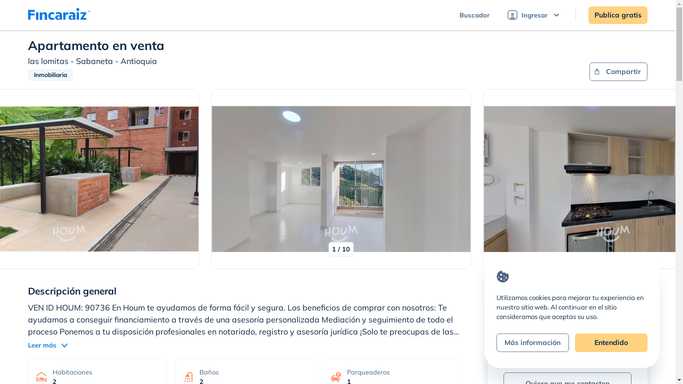 Fincaraiz
Buscador
Ingresar
Publica gratis
Apartamento en venta
las lomitas - Sabaneta - Antioquia
Inmobiliaria
Compartir
HOUM
HOUM
HOUM
1 / 10
Descripción general
VEN ID HOUM: 90736 En Houm te ayudamos de forma fácil y segura. Los beneficios de comprar con nosotros: Te
ayudamos a conseguir financiamiento a través de una asesoría personalizada Mediación y seguimiento de todo el
proceso Ponemos a tu disposición profesionales en notariado, registro y asesoría jurídica ¡Solo te preocupas de las...
Leer más
Habitaciones
2
Baños
2
Parqueaderos
1
Utilizamos cookies para mejorar tu experiencia en
nuestro sitio web. Al continuar en el sitio
consideramos que aceptas su uso.
Más información
Entendido
Quiero que me contacten